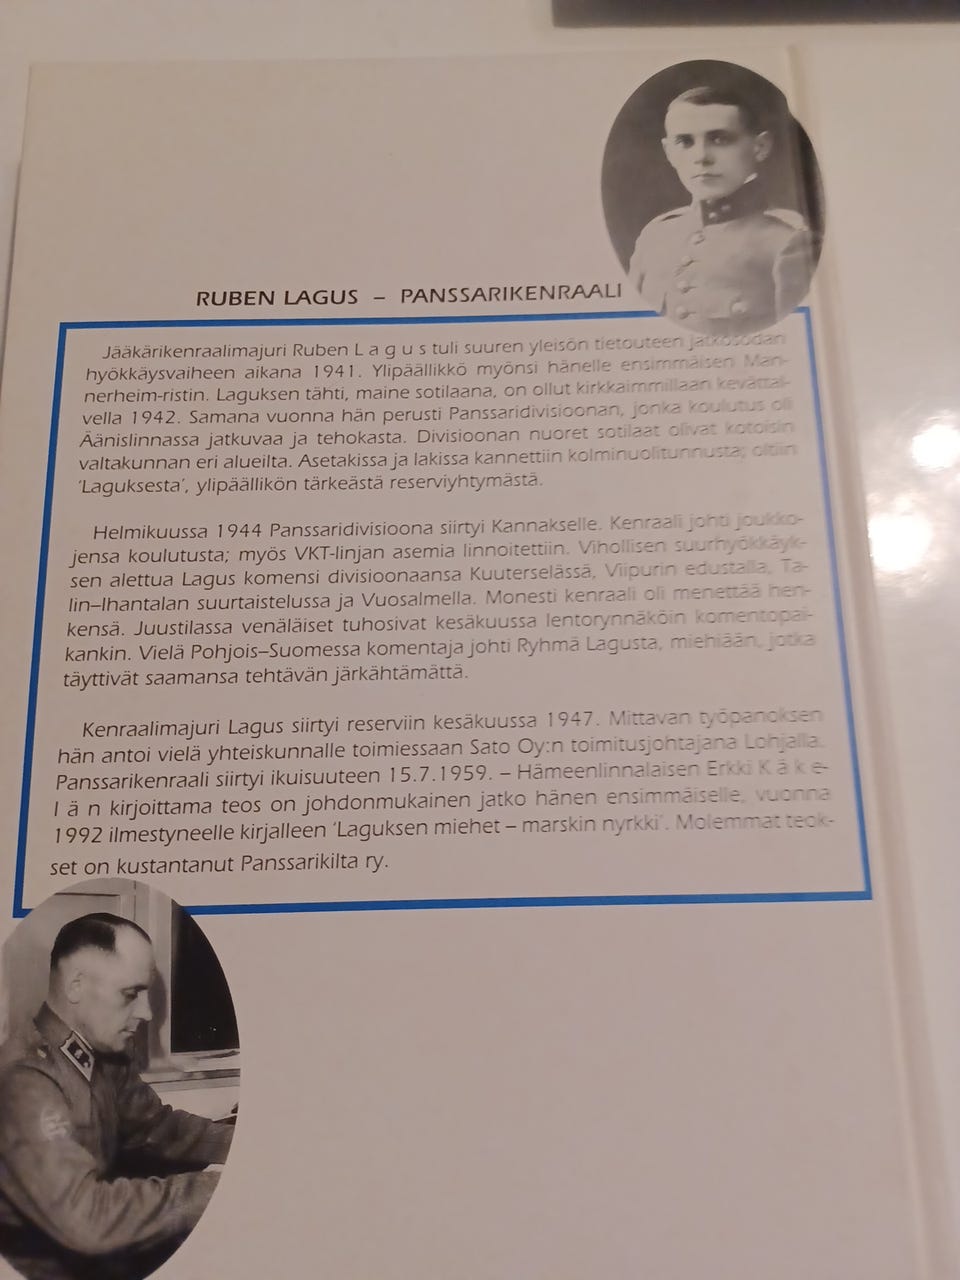 RUBEN LAGUS – PANSSARIKENRAALI
Jääkärikenraalimajuri Ruben L a g u s tuli suuren yleisön tietouteen jatkosodan
hyökkäysvaiheen aikana 1941. Ylipäällikkö myönsi hänelle ensimmäisen Man-
nerheim-ristin. Laguksen tähti, maine sotilaana, on ollut kirkkaimmillaan kevättal-
vella 1942. Samana vuonna hän perusti Panssaridivisioonan, jonka koulutus oli
Äänislinnassa jatkuvaa ja tehokasta. Divisioonan nuoret sotilaat olivat kotoisin
valtakunnan eri alueilta. Asetakissa ja lakissa kannettiin kolminuolitunnusta; oltiin
'Laguksesta', ylipäällikön tärkeästä reserviyhtymästä.
Helmikuussa 1944 Panssaridivisioona siirtyi Kannakselle. Kenraali johti joukko-
jensa koulutusta; myös VKT-linjan asemia linnoitettiin. Vihollisen suurhyökkäyk-
sen alettua Lagus komensi divisioonaansa Kuuterselässä, Viipurin edustalla, Ta-
lin–Ihantalan suurtaistelussa ja Vuosalmella. Monesti kenraali oli menettää hen-
kensä. Juustilassa venäläiset tuhosivat kesäkuussa lentorynnäköin komentopai-
kankin. Vielä Pohjois–Suomessa komentaja johti Ryhmä Lagusta, miehiään, jotka
täyttivät saamansa tehtävän järkähtämättä.
Kenraalimajuri Lagus siirtyi reserviin kesäkuussa 1947. Mittavan työpanoksen
hän antoi vielä yhteiskunnalle toimiessaan Sato Oy:n toimitusjohtajana Lohjalla.
Panssarikenraali siirtyi ikuisuuteen 15.7.1959. – Hämeenlinnalaisen Erkki K ä k e-
l ä n kirjoittama teos on johdonmukainen jatko hänen ensimmäiselle, vuonna
1992 ilmestyneelle kirjalleen 'Laguksen miehet – marskin nyrkki'. Molemmat teok-
set on kustantanut Panssarikilta ry.